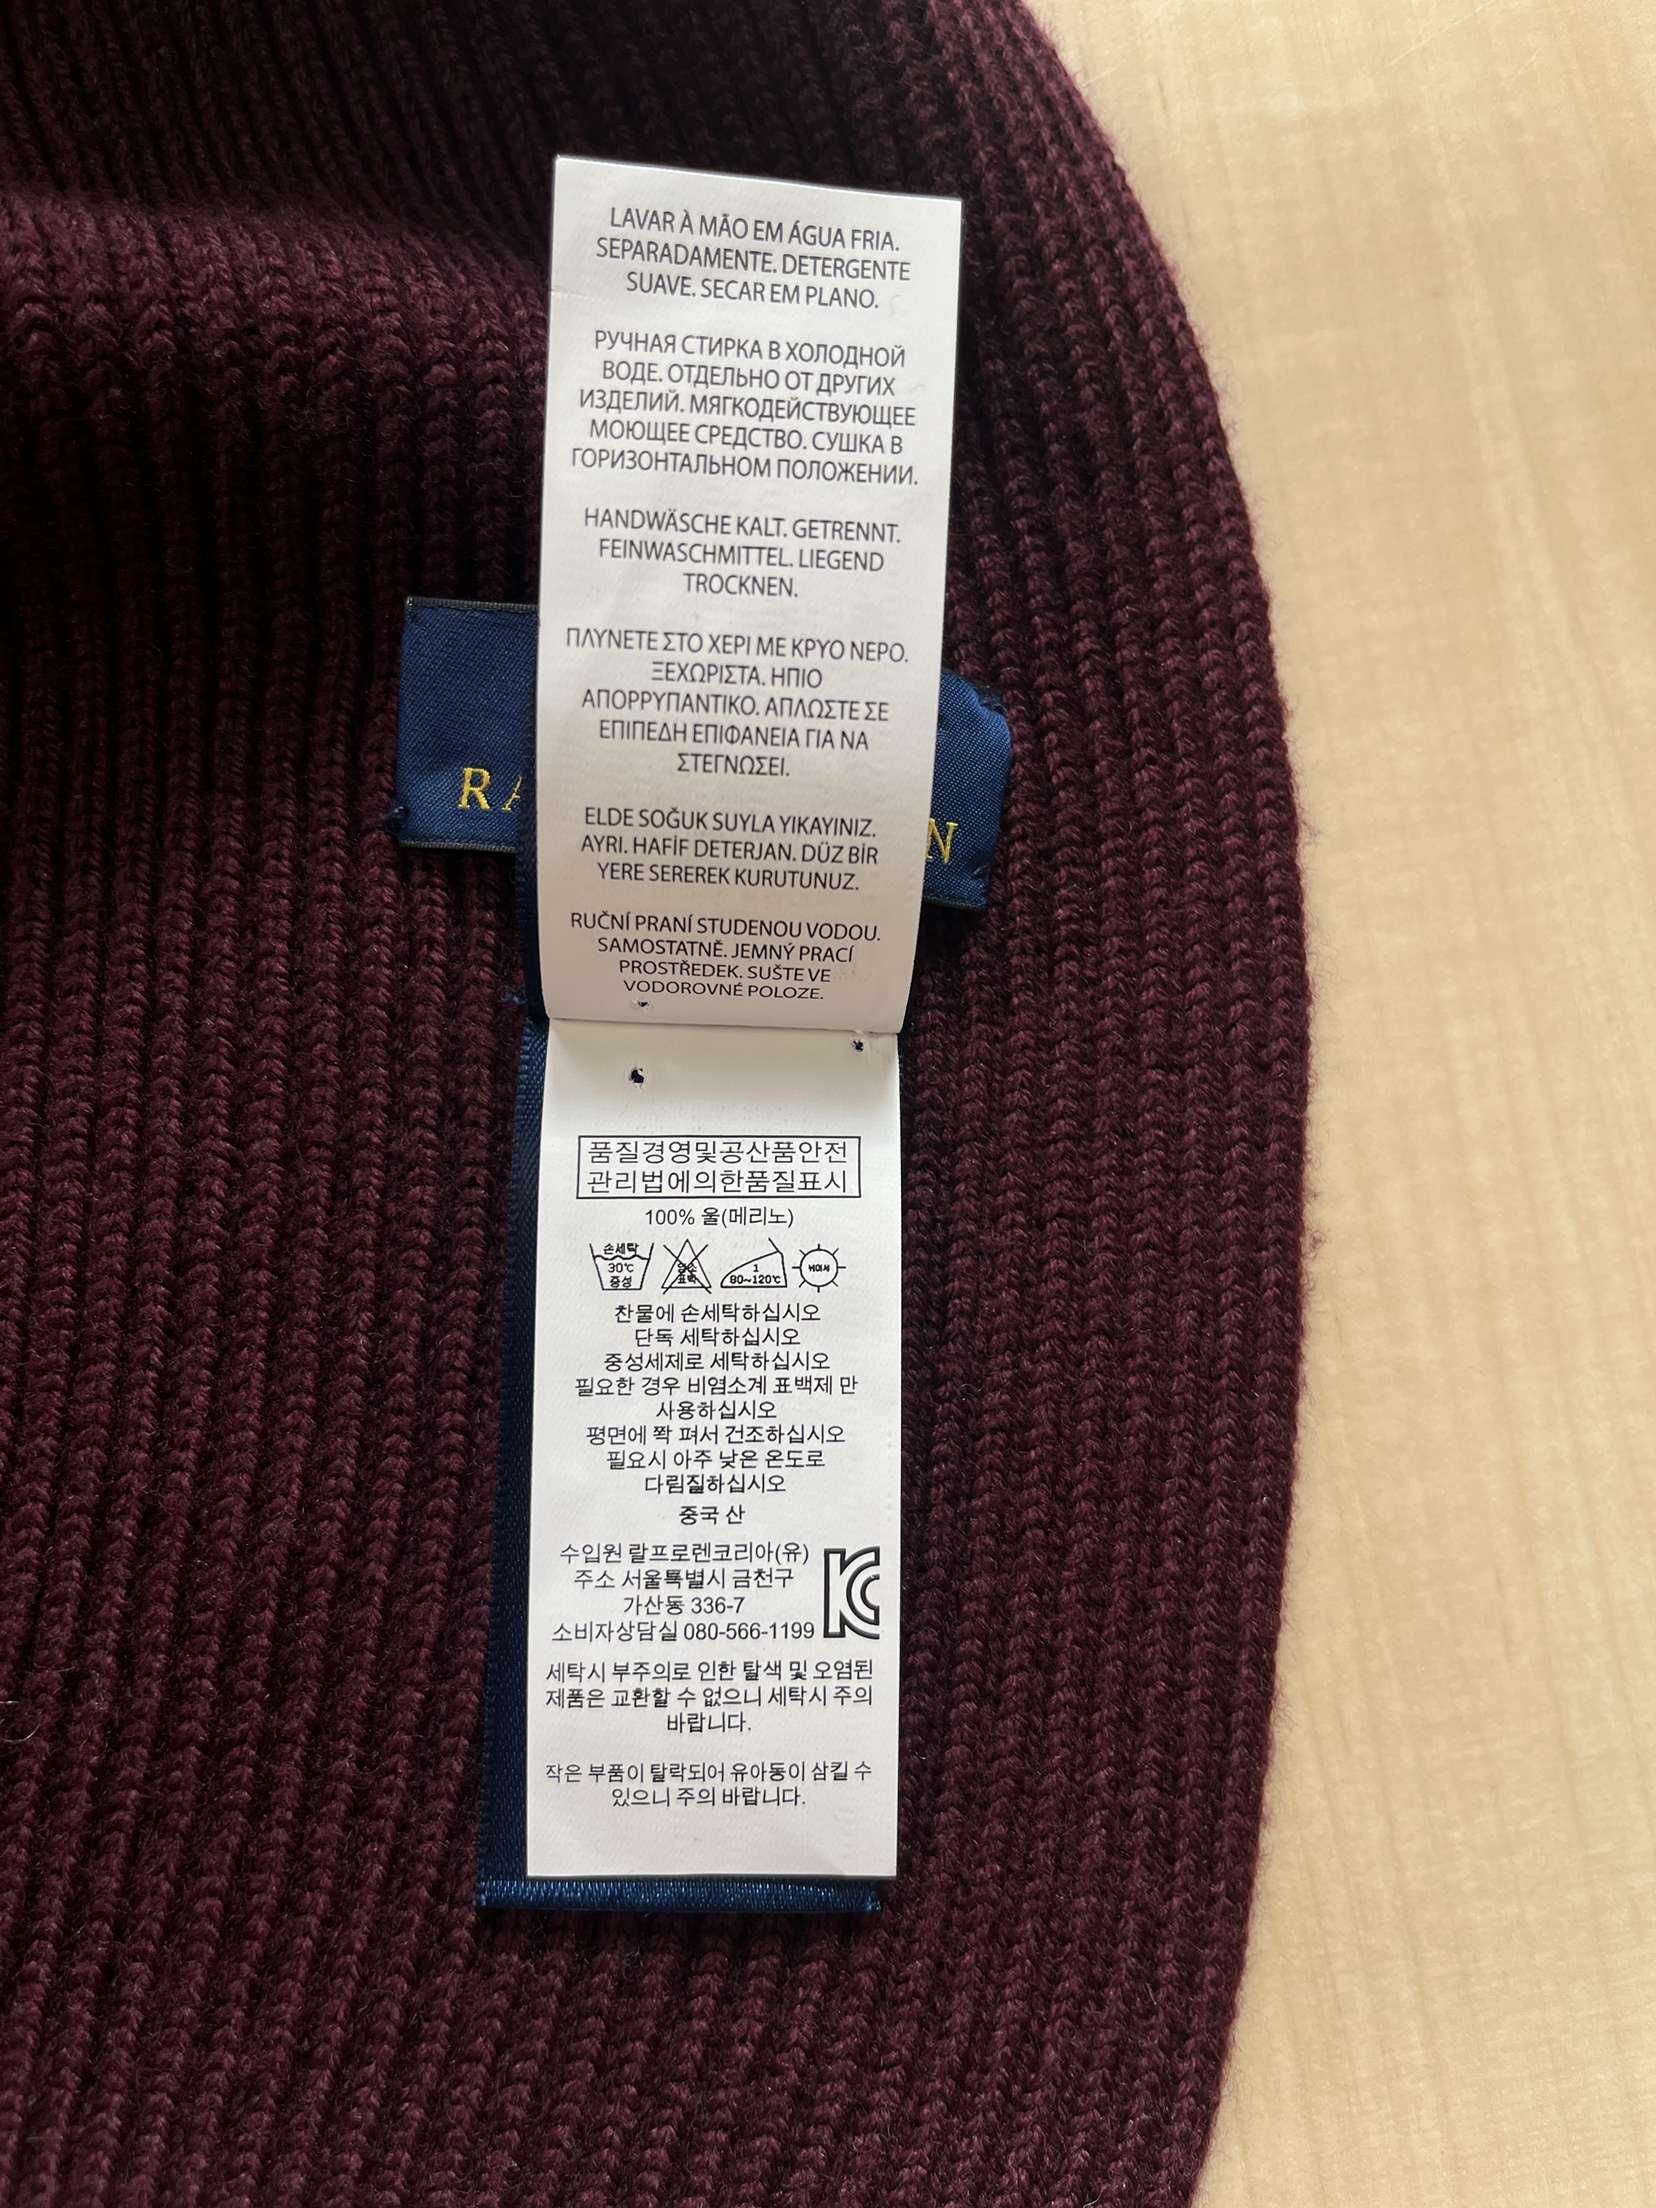 LAVAR À MÃO EM ÁGUA FRIA.
SEPARADAMENTE. DETERGENTE
SUAVE. SECAR EM PLANO.
РУЧНАЯ СТИРКА В ХОЛОДНОЙ
ВОДЕ. ОТДЕЛЬНО ОТ ДРУГИХ
ИЗДЕЛИЙ. МЯГКОДЕЙСТВУЮЩЕЕ
МОЮЩЕЕ СРЕДСТВО. СУШКА В
ГОРИЗОНТАЛЬНОМ ПОЛОЖЕНИИ.
HANDWÄSCHE KALT. GETRENNT.
FEINWASCHMITTEL. LIEGEND
TROCKNEN.
ΠΛΥΝΕΤΕ ΣΤΟ ΧΕΡΙ ΜΕ ΚΡΥΟ ΝΕΡΟ.
ΞΕΧΩΡΙΣΤΑ. ΗΠΙΟ
ΑΠΟΡΡΥΠΑΝΤΙΚΟ. ΑΠΛΩΣΤΕ ΣΕ
ΕΠΙΠΕΔΗ ΕΠΙΦΑΝΕΙΑ ΓΙΑ ΝΑ
ΣΤΕΓΝΩΣΕΙ.
ELDE SOĞUK SUYLA YIKAYINIZ.
AYRI. HAFİF DETERJAN. DÜZ BİR
YERE SEREREK KURUTUNUZ.
RUČNÍ PRANÍ STUDENOU VODOU.
SAMOSTATNĚ. JEMNÝ PRACÍ
PROSTŘEDEK. SUŠTE VE
VODOROVNÉ POLOZE.
품질경영및공산품안전
관리법에의한품질표시
100% 울(메리노)
손세탁 30℃ 중성
염소 표백
1 80~120℃
뉘어서
찬물에 손세탁하십시오
단독 세탁하십시오
중성세제로 세탁하십시오
필요한 경우 비염소계 표백제 만
사용하십시오
평면에 쫙 펴서 건조하십시오
필요시 아주 낮은 온도로
다림질하십시오
중국 산
수입원 랄프로렌코리아(유)
주소 서울특별시 금천구
가산동 336-7
소비자상담실 080-566-1199
세탁시 부주의로 인한 탈색 및 오염된
제품은 교환할 수 없으니 세탁시 주의
바랍니다.
작은 부품이 탈락되어 유아동이 삼킬 수
있으니 주의 바랍니다.